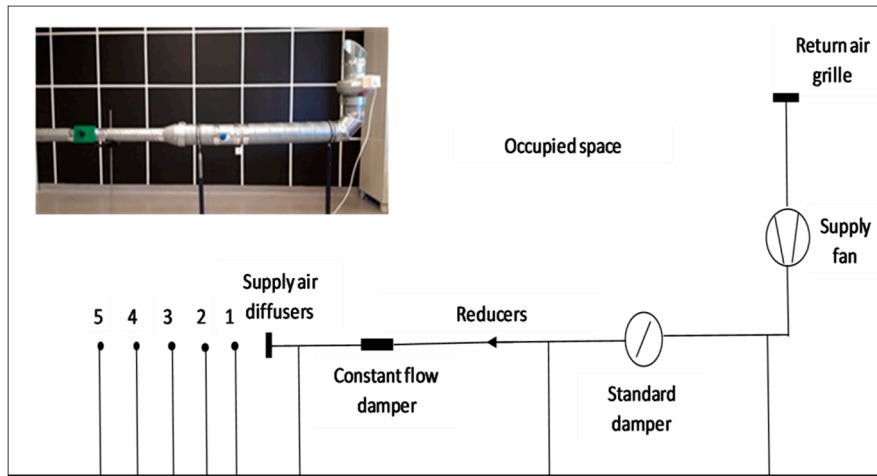 Return air
grille
Occupied space
Supply
fan
Supply air
diffusers
5 4 3 2 1
Reducers
Constant flow
damper
Standard
damper